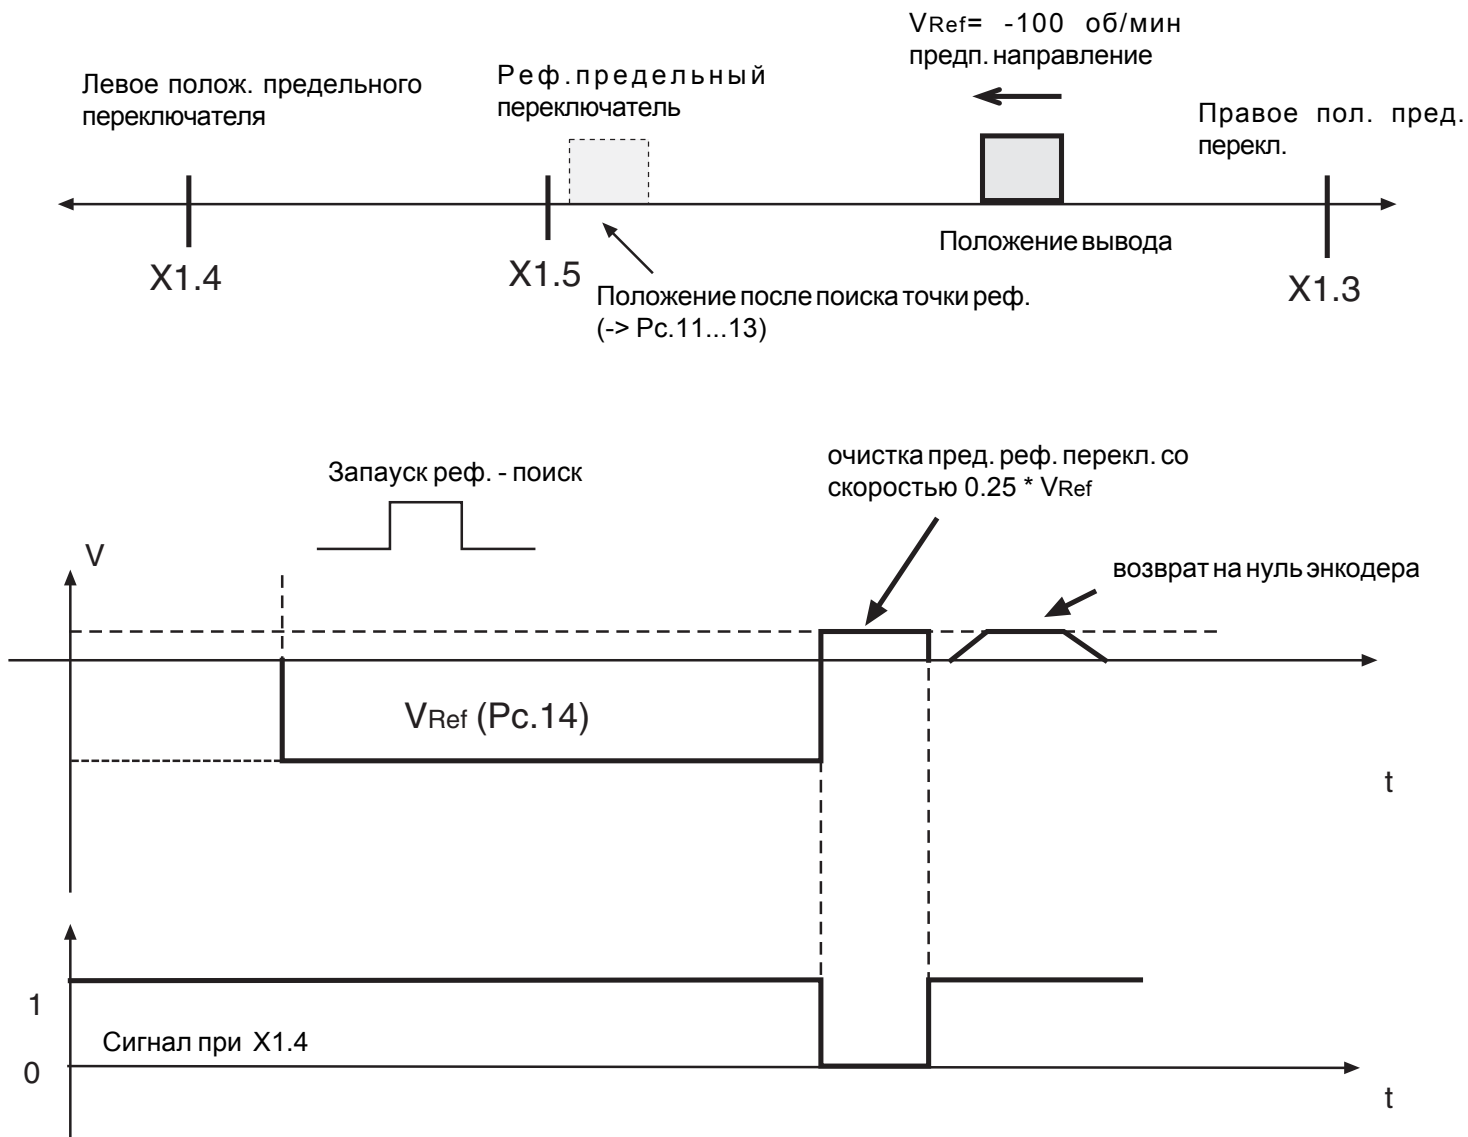 VRef= -100 об/мин
предп. направление
Левое полож. предельного
переключателя
Реф.предельный
переключатель
Правое пол. пред.
перекл.
Положение вывода
X1.4
X1.5
X1.3
Положение после поиска точки реф.
(-> Pc.11...13)
очистка пред. реф. перекл. со
скоростью 0.25 * VRef
Запауск реф. - поиск
V
возврат на нуль энкодера
VRef (Pc.14)
t
1
Сигнал при X1.4
0
t